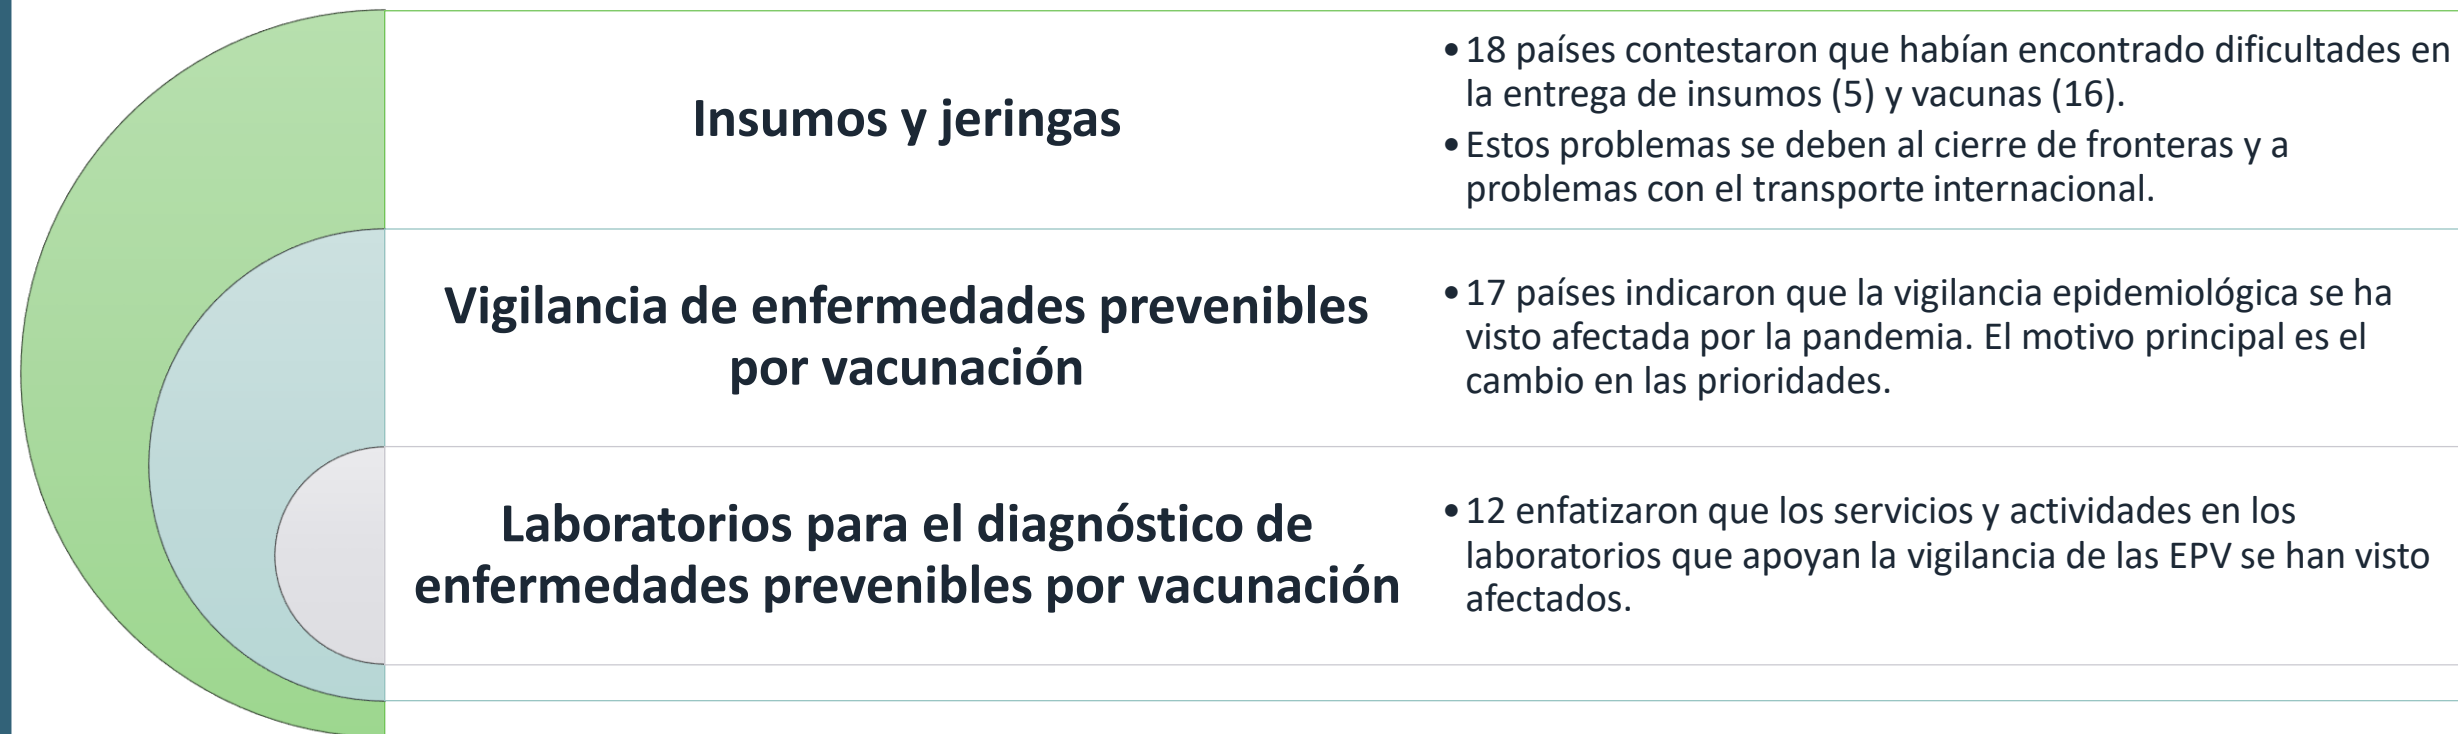 Insumos y jeringas
•18 países contestaron que habían encontrado dificultades en
la entrega de insumos (5) y vacunas (16).
•Estos problemas se deben al cierre de fronteras y a
problemas con el transporte internacional.
Vigilancia de enfermedades prevenibles
por vacunación
•17 países indicaron que la vigilancia epidemiológica se ha
visto afectada por la pandemia. El motivo principal es el
cambio en las prioridades.
Laboratorios para el diagnóstico de
enfermedades prevenibles por vacunación
•12 enfatizaron que los servicios y actividades en los
laboratorios que apoyan la vigilancia de las EPV se han visto
afectados.